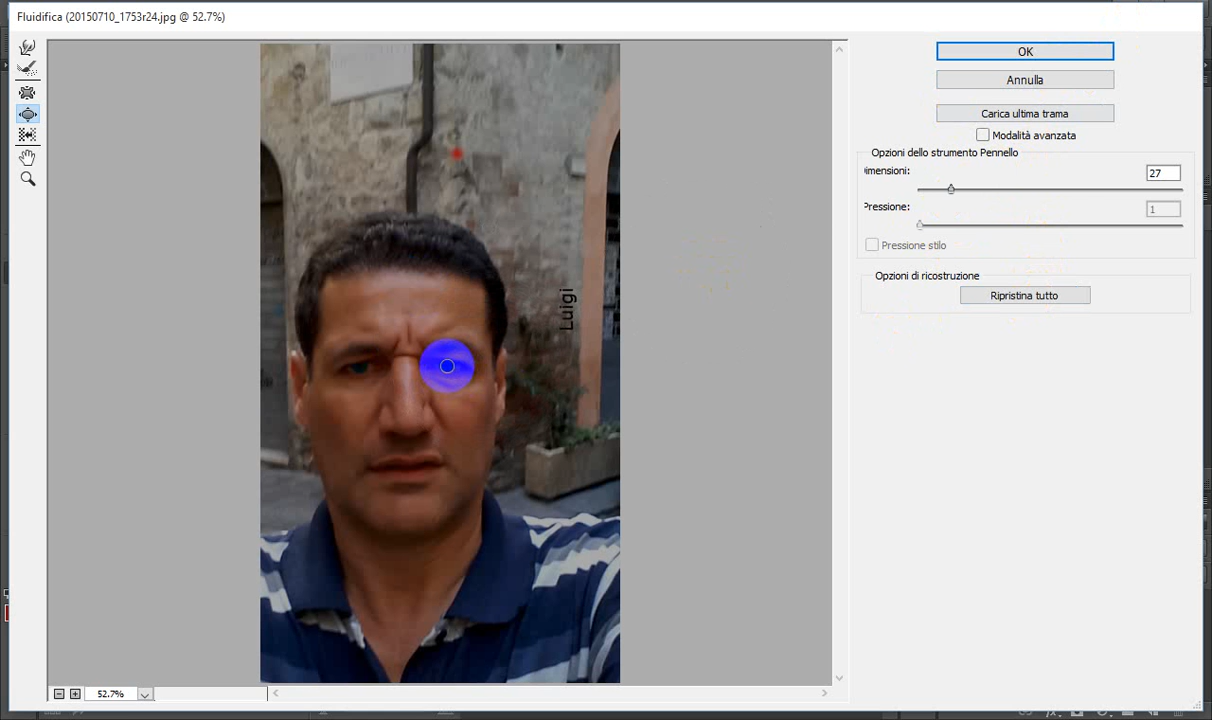 Fluidifica (20150710_1753r24.jpg @ 52.7%)
OK
Annulla
Carica ultima trama
Modalità avanzata
Opzioni dello strumento Pennello
imensioni:
27
Pressione:
1
Pressione stilo
Opzioni di ricostruzione
Ripristina tutto
Luigi
52.7%